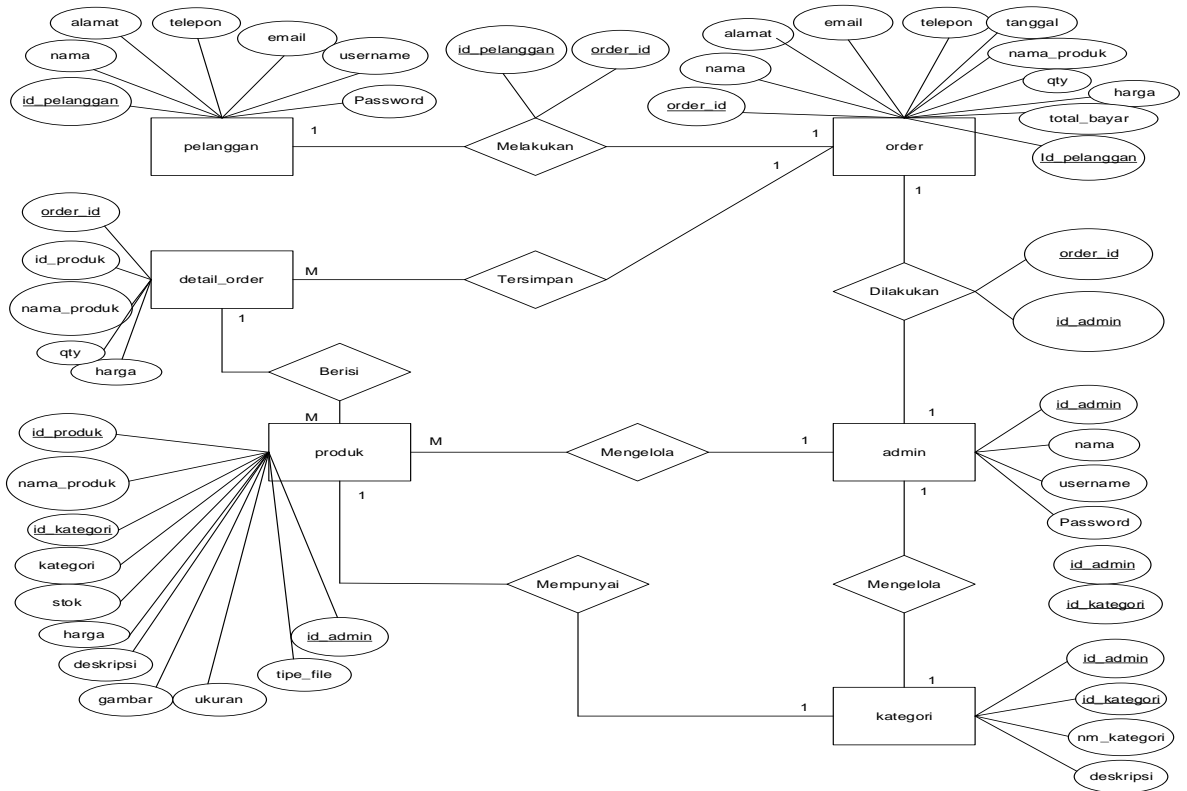 alamat
telepon
email
nama
username
id_pelanggan
Password
pelanggan
1
id_pelanggan
order_id
Melakukan
1
alamat
email
telepon
tanggal
nama
nama_produk
qty
order_id
harga
total_bayar
Id_pelanggan
order
1
1
order_id
id_produk
nama_produk
qty
harga
detail_order
M
1
Tersimpan
Dilakukan
order_id
id_admin
Berisi
M
1
id_produk
nama_produk
id_kategori
kategori
stok
harga
deskripsi
gambar
ukuran
tipe_file
id_admin
produk
M
1
Mengelola
1
admin
1
id_admin
nama
username
Password
id_admin
id_kategori
Mempunyai
Mengelola
1
1
kategori
id_admin
id_kategori
nm_kategori
deskripsi